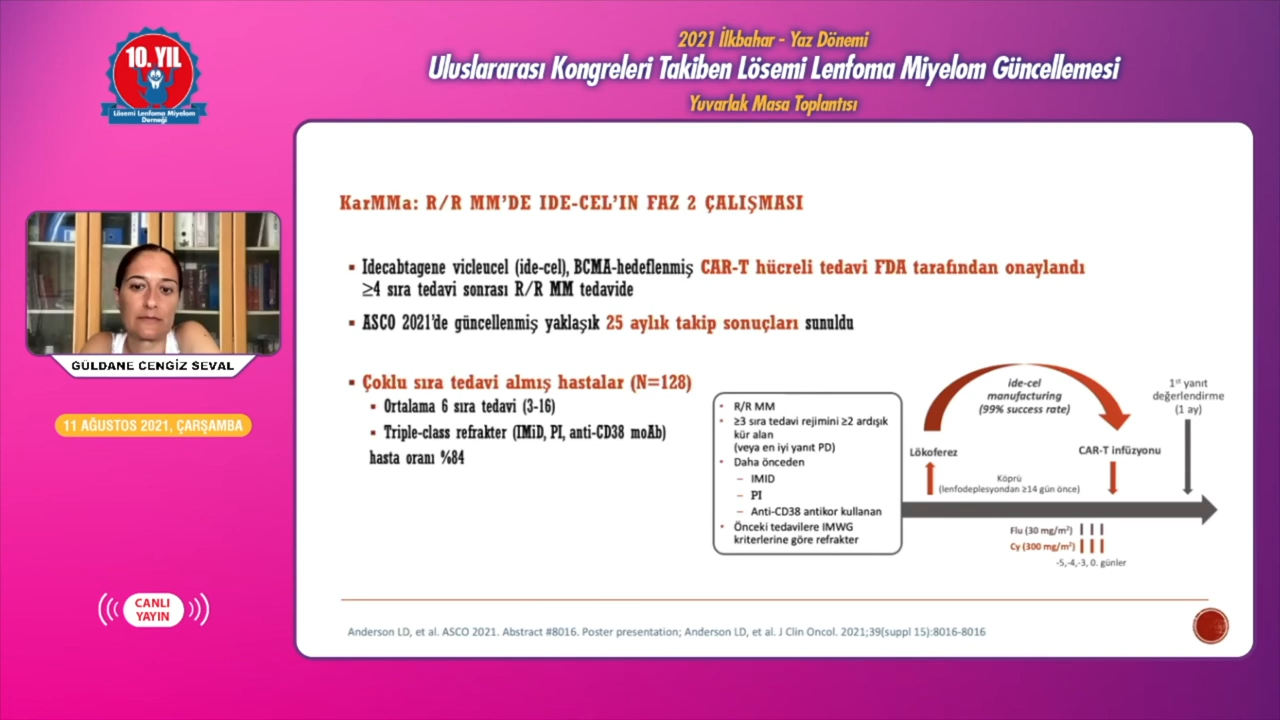 2021 İlkbahar - Yaz Dönemi
Uluslararası Kongreleri Takiben Lösemi Lenfoma Miyelom Güncellemesi
Yuvarlak Masa Toplantısı
10. YIL
Lösemi Lenfoma Miyelom
Derneği
GÜLDANE CENGİZ SEVAL
11 AĞUSTOS 2021, ÇARŞAMBA
CANLI
YAYIN
KarMMa: R/R MM’DE IDE-CEL’IN FAZ 2 ÇALIŞMASI
▪ Idecabtagene vicleucel (ide-cel), BCMA-hedeflenmiş CAR-T hücreli tedavi FDA tarafından onaylandı
≥4 sıra tedavi sonrası R/R MM tedavide
▪ ASCO 2021’de güncellenmiş yaklaşık 25 aylık takip sonuçları sunuldu
▪ Çoklu sıra tedavi almış hastalar (N=128)
▪ Ortalama 6 sıra tedavi (3-16)
▪ Triple-class refrakter (IMiD, PI, anti-CD38 moAb)
hasta oranı %84
• R/R MM
• ≥3 sıra tedavi rejimini ≥2 ardışık
kür alan
(veya en iyi yanıt PD)
• Daha önceden
– IMID
– PI
– Anti-CD38 antikor kullanan
• Önceki tedavilere IMWG
kriterlerine göre refrakter
ide-cel
manufacturing
(99% success rate)
1st yanıt
değerlendirme
(1 ay)
Lökoferez
CAR-T infüzyonu
Köprü
(lenfodeplesyondan ≥14 gün önce)
Flu (30 mg/m²)
Cy (300 mg/m²)
-5,-4,-3, 0. günler
Anderson LD, et al. ASCO 2021. Abstract #8016. Poster presentation; Anderson LD, et al. J Clin Oncol. 2021;39(suppl 15):8016-8016